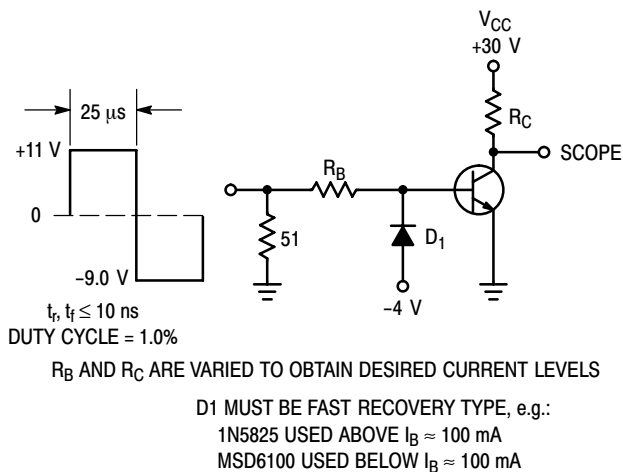 V_CC
+30 V
25 μs
R_C
+11 V
R_B
SCOPE
0
51
D_1
−9.0 V
−4 V
t_r, t_f ≤ 10 ns
DUTY CYCLE = 1.0%
R_B AND R_C ARE VARIED TO OBTAIN DESIRED CURRENT LEVELS
D1 MUST BE FAST RECOVERY TYPE, e.g.:
1N5825 USED ABOVE I_B ≈ 100 mA
MSD6100 USED BELOW I_B ≈ 100 mA